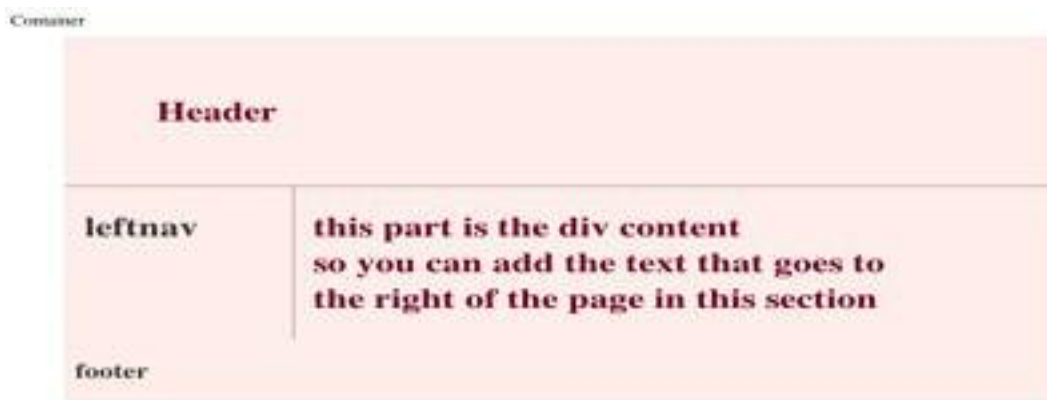 Container
Header
leftnav
this part is the div content
so you can add the text that goes to
the right of the page in this section
footer